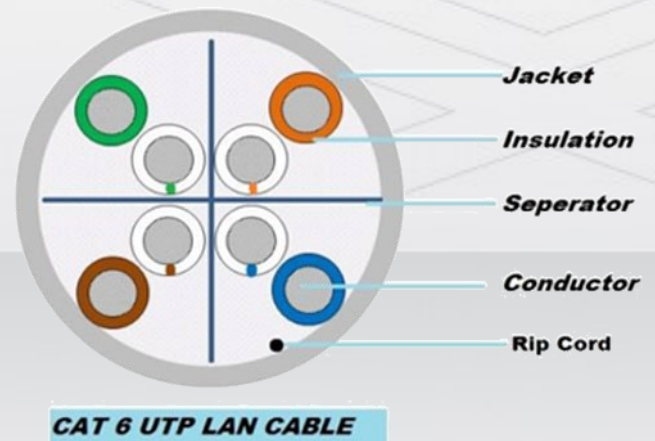 Jacket
Insulation
Seperator
Conductor
Rip Cord
CAT 6 UTP LAN CABLE